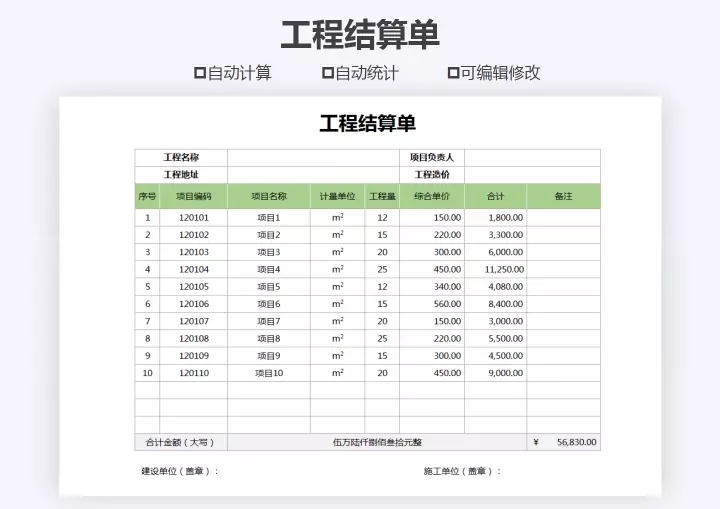 工程结算单
自动计算 自动统计 可编辑修改
工程结算单
工程名称 项目负责人
工程地址 工程造价
序号 项目编码 项目名称 计量单位 工程量 综合单价 合计 备注
1 120101 项目1 m² 12 150.00 1,800.00
2 120102 项目2 m² 15 220.00 3,300.00
3 120103 项目3 m² 20 300.00 6,000.00
4 120104 项目4 m² 25 450.00 11,250.00
5 120105 项目5 m² 12 340.00 4,080.00
6 120106 项目6 m² 15 560.00 8,400.00
7 120107 项目7 m² 20 150.00 3,000.00
8 120108 项目8 m² 25 220.00 5,500.00
9 120109 项目9 m² 15 300.00 4,500.00
10 120110 项目10 m² 20 450.00 9,000.00
合计金额（大写） 伍万陆仟捌佰叁拾元整 ¥ 56,830.00
建设单位（盖章）： 施工单位（盖章）：